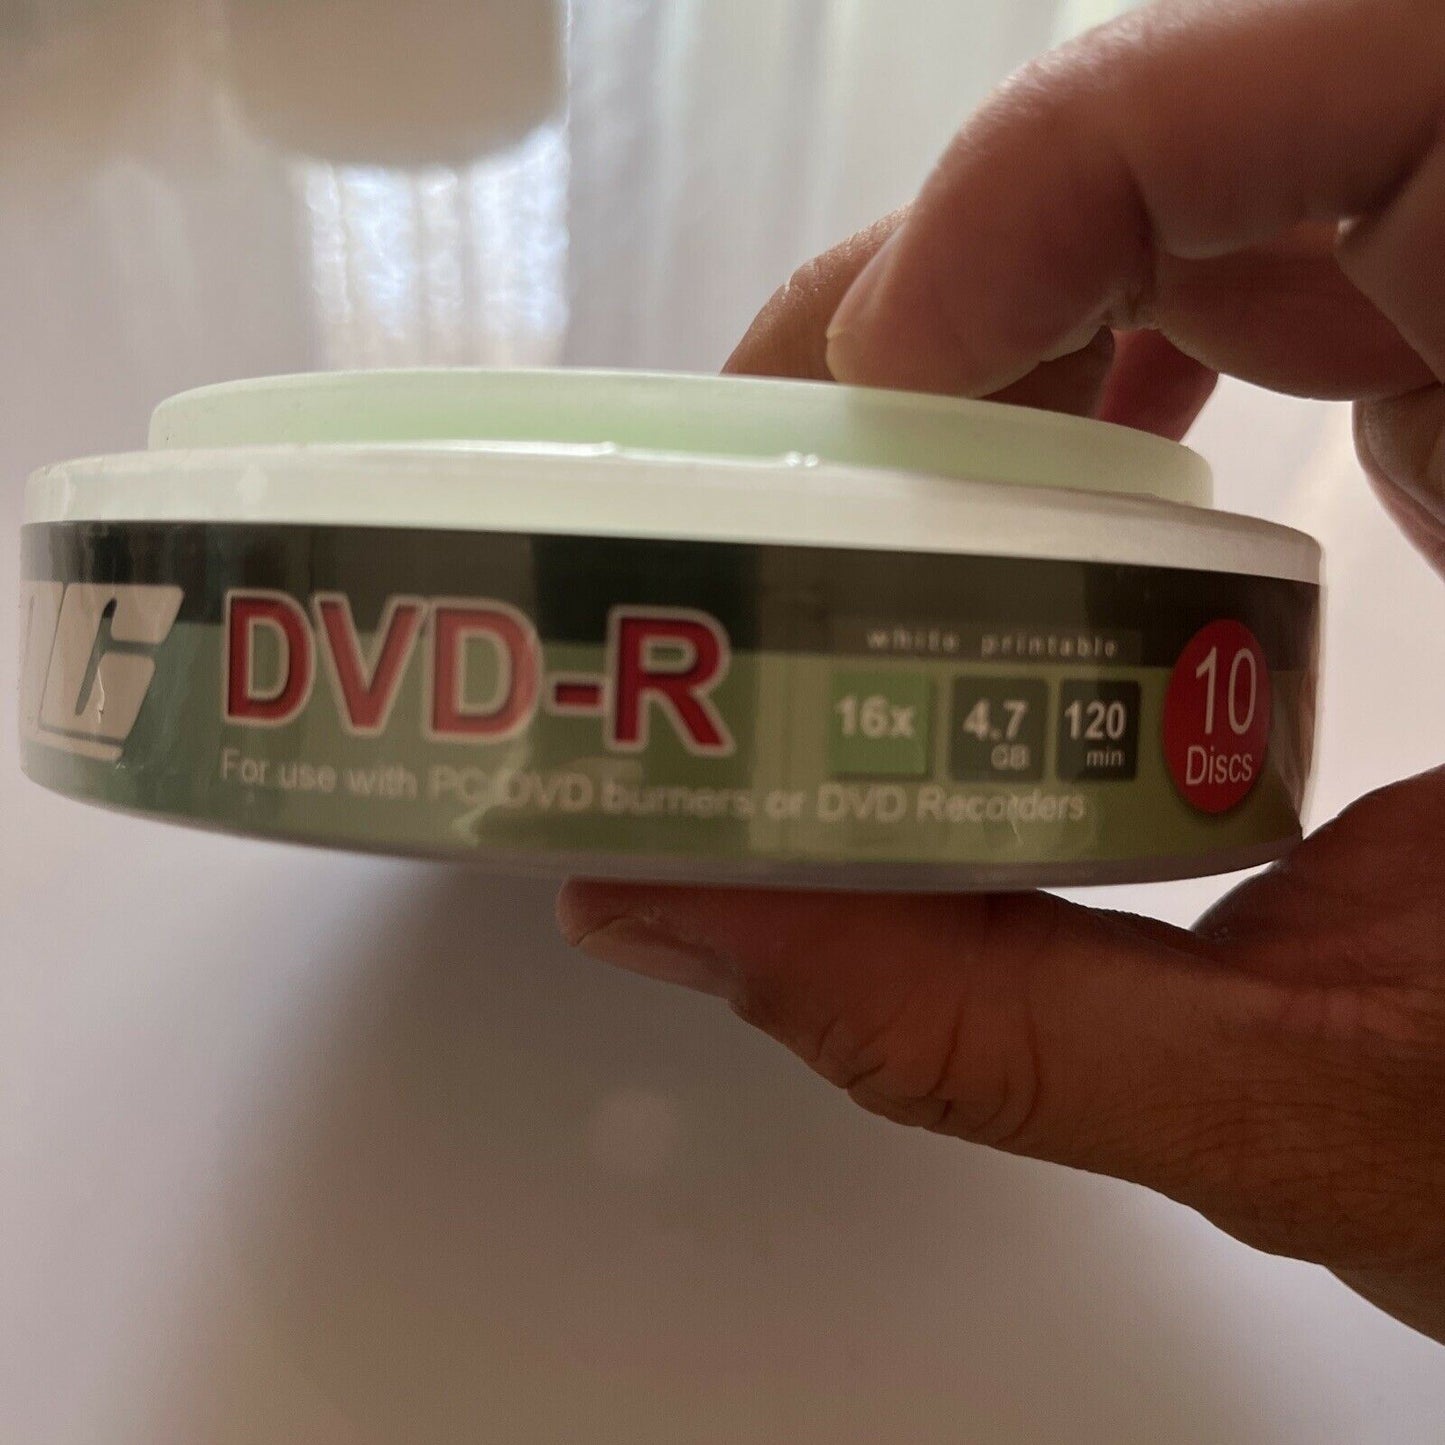 DVD-R
For use with PC DVD burners or DVD Recorders
white printable
16x
4.7 GB
120 min
10
Discs